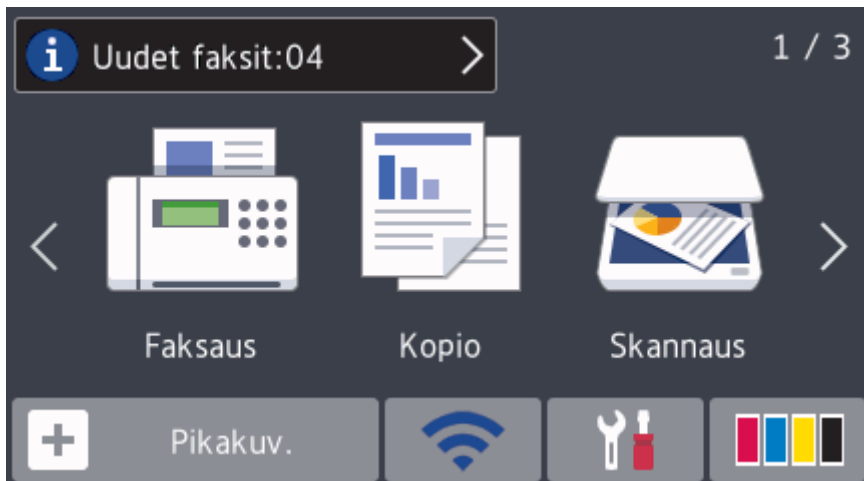 Uudet faksit:04
1 / 3
Faksaus
Kopio
Skannaus
Pikakuv.